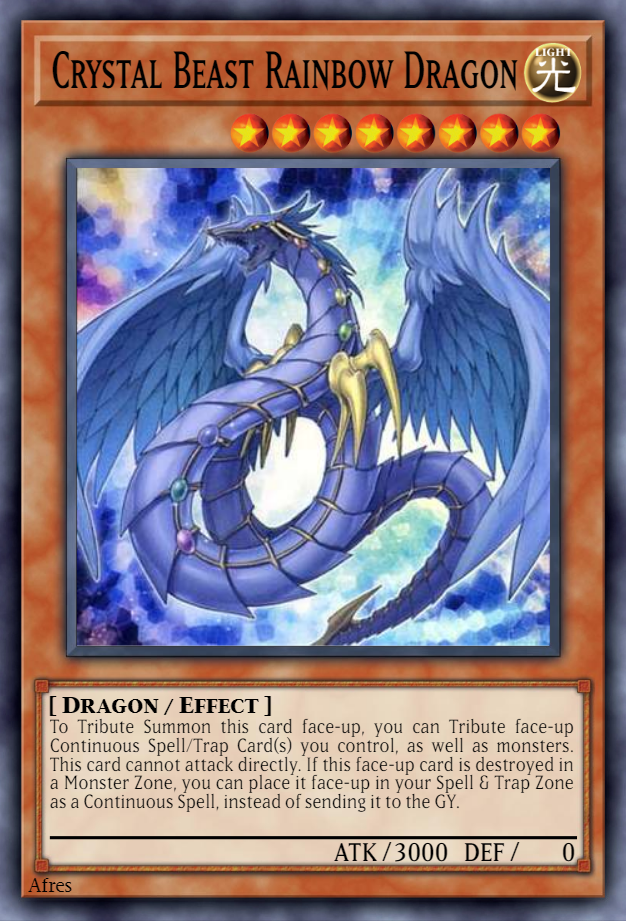 Crystal Beast Rainbow Dragon
LIGHT
光
[ Dragon / Effect ]
To Tribute Summon this card face-up, you can Tribute face-up
Continuous Spell/Trap Card(s) you control, as well as monsters.
This card cannot attack directly. If this face-up card is destroyed in
a Monster Zone, you can place it face-up in your Spell & Trap Zone
as a Continuous Spell, instead of sending it to the GY.
ATK / 3000 DEF / 0
Afres